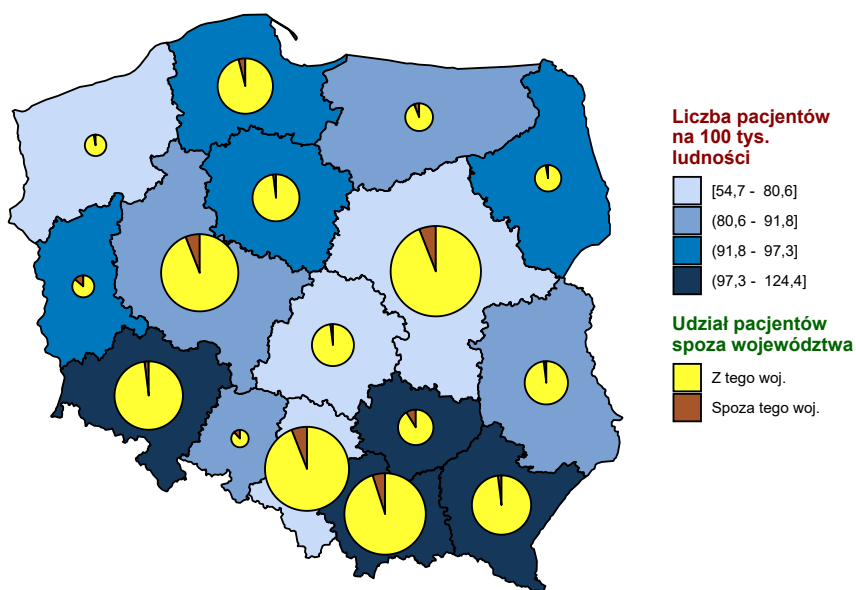 Liczba pacjentów
na 100 tys.
ludności
[54,7 - 80,6]
(80,6 - 91,8]
(91,8 - 97,3]
(97,3 - 124,4]
Udział pacjentów
spoza województwa
Z tego woj.
Spoza tego woj.